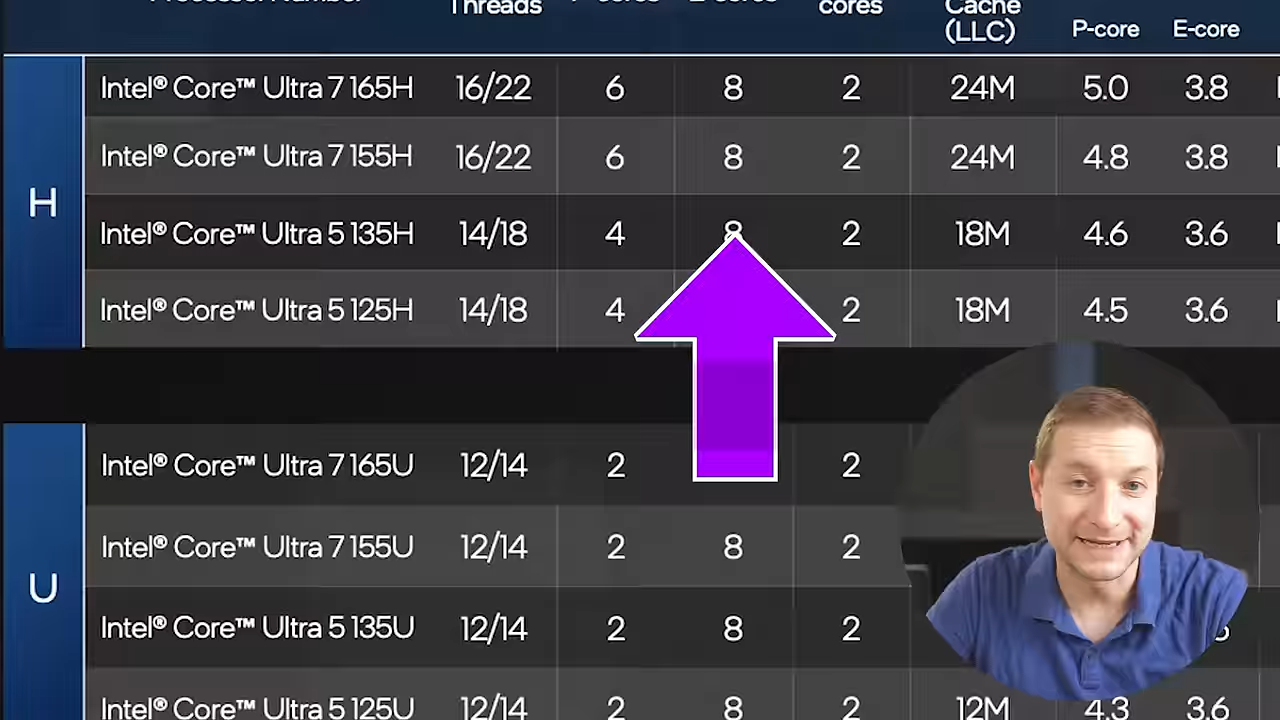 Threads
cores
Cache
(LLC)
P-core E-core
Intel® Core™ Ultra 7 165H 16/22 6 8 2 24M 5.0 3.8
Intel® Core™ Ultra 7 155H 16/22 6 8 2 24M 4.8 3.8
H
Intel® Core™ Ultra 5 135H 14/18 4 8 2 18M 4.6 3.6
Intel® Core™ Ultra 5 125H 14/18 4 2 18M 4.5 3.6
Intel® Core™ Ultra 7 165U 12/14 2 2
Intel® Core™ Ultra 7 155U 12/14 2 8 2
U
Intel® Core™ Ultra 5 135U 12/14 2 8 2
Intel® Core™ Ultra 5 125U 12/14 2 8 2 12M 4.3 3.6